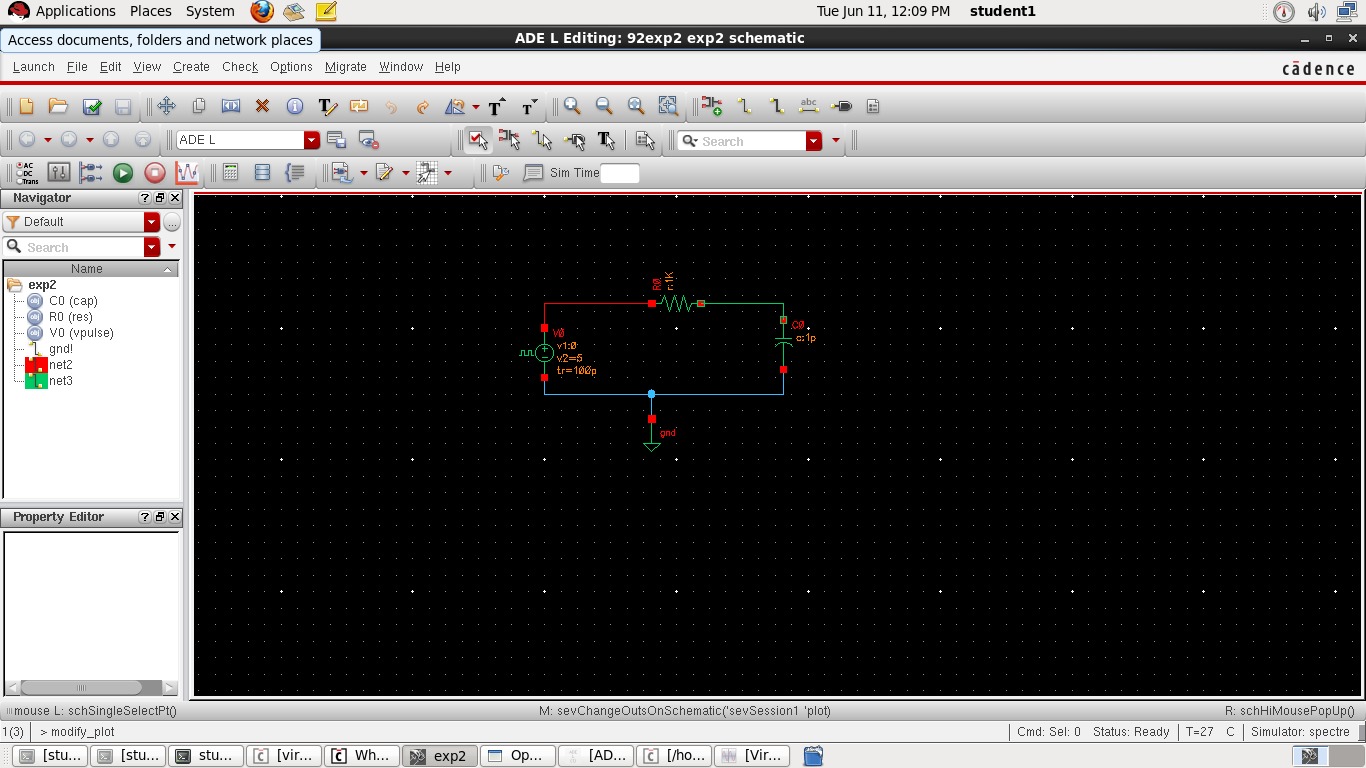 Applications Places System Tue Jun 11, 12:09 PM student1
Access documents, folders and network places
ADE L Editing: 92exp2 exp2 schematic
Launch File Edit View Create Check Options Migrate Window Help cādence
abc
ADE L Search
AC
DC
Trans
Sim Time
Navigator
Default
Search
Name
exp2
C0 (cap)
R0 (res)
V0 (vpulse)
gnd!
net2
net3
Property Editor
R0
r:1K
V0
v1:0
v2=5
tr=100p
C0
c:1p
gnd
mouse L: schSingleSelectPt() M: sevChangeOutsOnSchematic('sevSession1 'plot) R: schHiMousePopUp()
1(3) > modify_plot Cmd: Sel: 0 Status: Ready T=27 C Simulator: spectre
[stu... [stu... stu... [vir... Wh... exp2 Op... [AD... [/ho... [Vir...